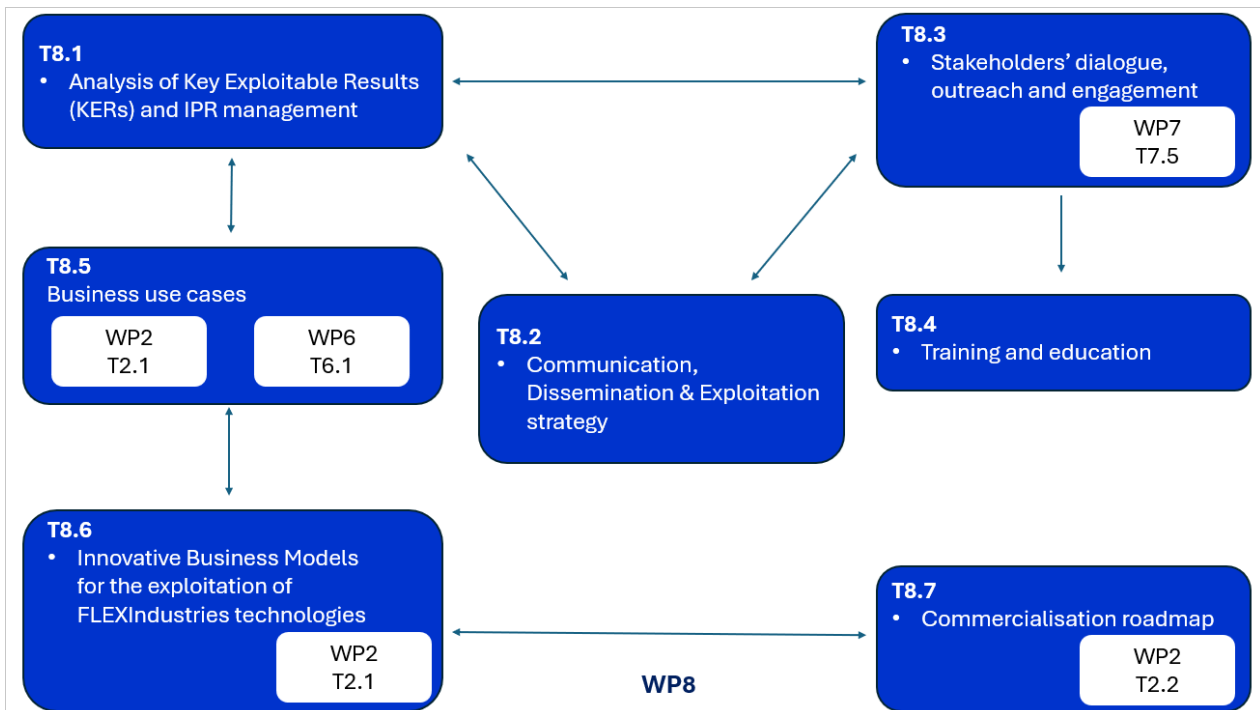 T8.1
• Analysis of Key Exploitable Results
(KERs) and IPR management
T8.3
• Stakeholders’ dialogue,
outreach and engagement
WP7
T7.5
T8.5
Business use cases
WP2
T2.1
WP6
T6.1
T8.2
• Communication,
Dissemination & Exploitation
strategy
T8.4
• Training and education
T8.6
• Innovative Business Models
for the exploitation of
FLEXIndustries technologies
WP2
T2.1
WP8
T8.7
• Commercialisation roadmap
WP2
T2.2